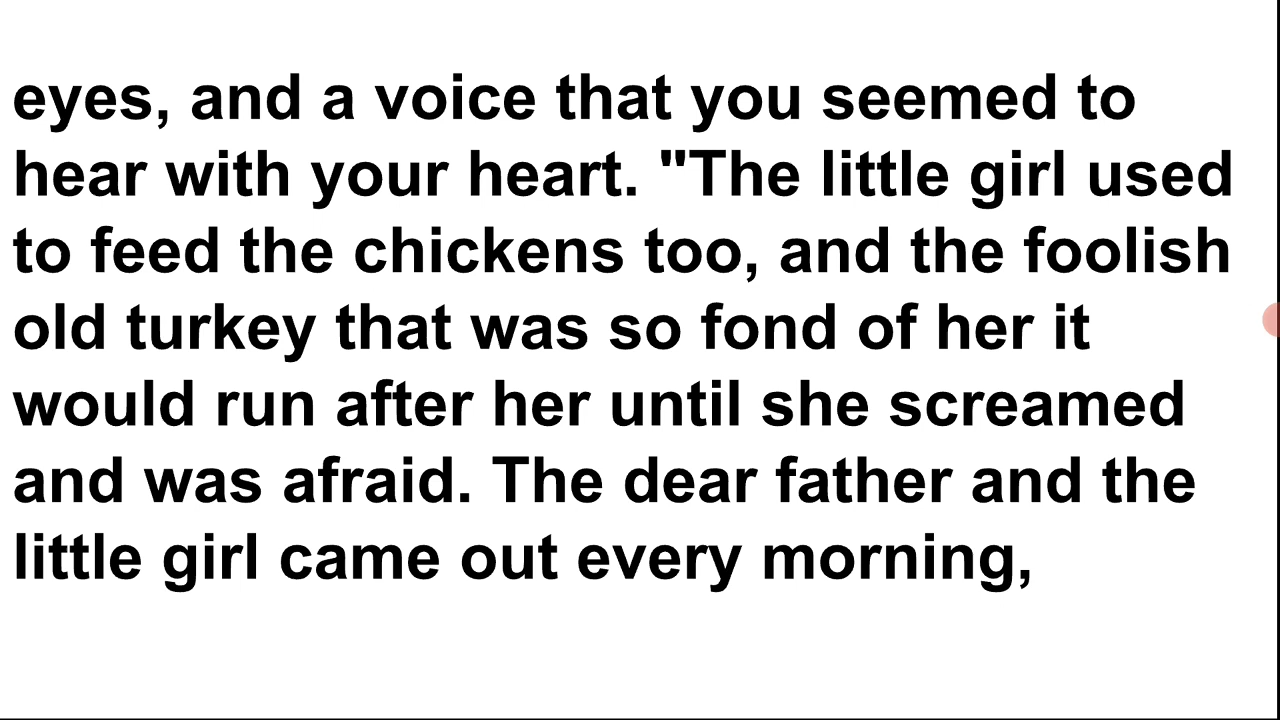 eyes, and a voice that you seemed to
hear with your heart. "The little girl used
to feed the chickens too, and the foolish
old turkey that was so fond of her it
would run after her until she screamed
and was afraid. The dear father and the
little girl came out every morning,